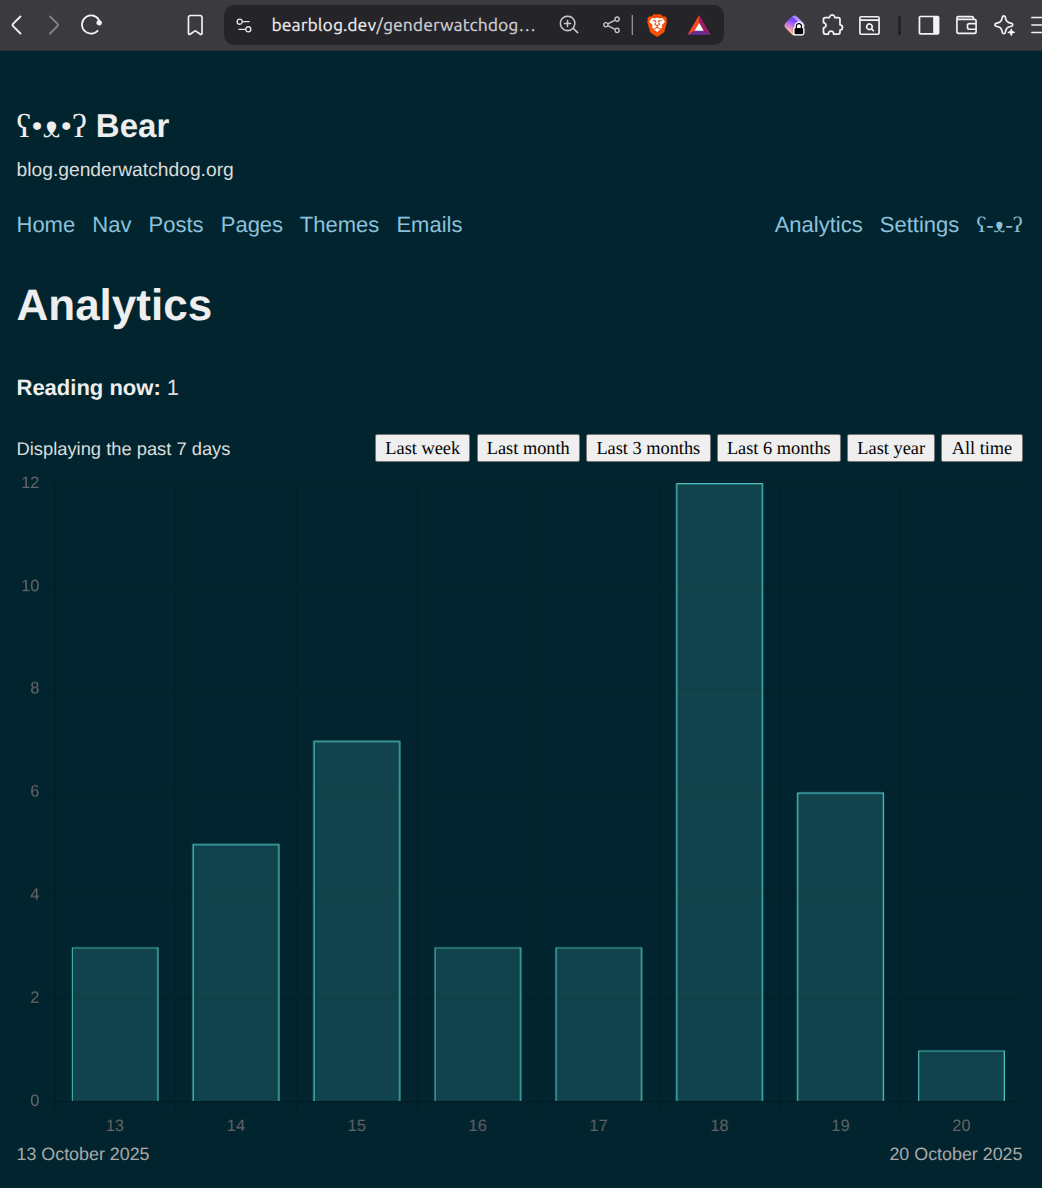 bearblog.dev/genderwatchdog...
ʕ•ᴥ•ʔ Bear
blog.genderwatchdog.org
Home Nav Posts Pages Themes Emails Analytics Settings ʕ-ᴥ-ʔ
Analytics
Reading now: 1
Displaying the past 7 days Last week Last month Last 3 months Last 6 months Last year All time
12
10
8
6
4
2
0
13 14 15 16 17 18 19 20
13 October 2025 20 October 2025